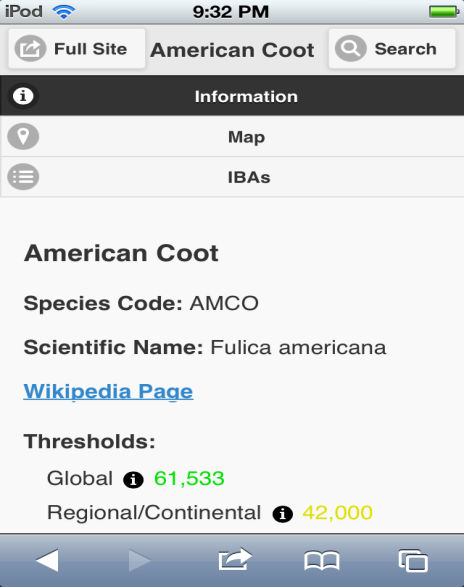 iPod 9:32 PM
Full Site American Coot Search
Information
Map
IBAs
American Coot
Species Code: AMCO
Scientific Name: Fulica americana
Wikipedia Page
Thresholds:
Global 61,533
Regional/Continental 42,000